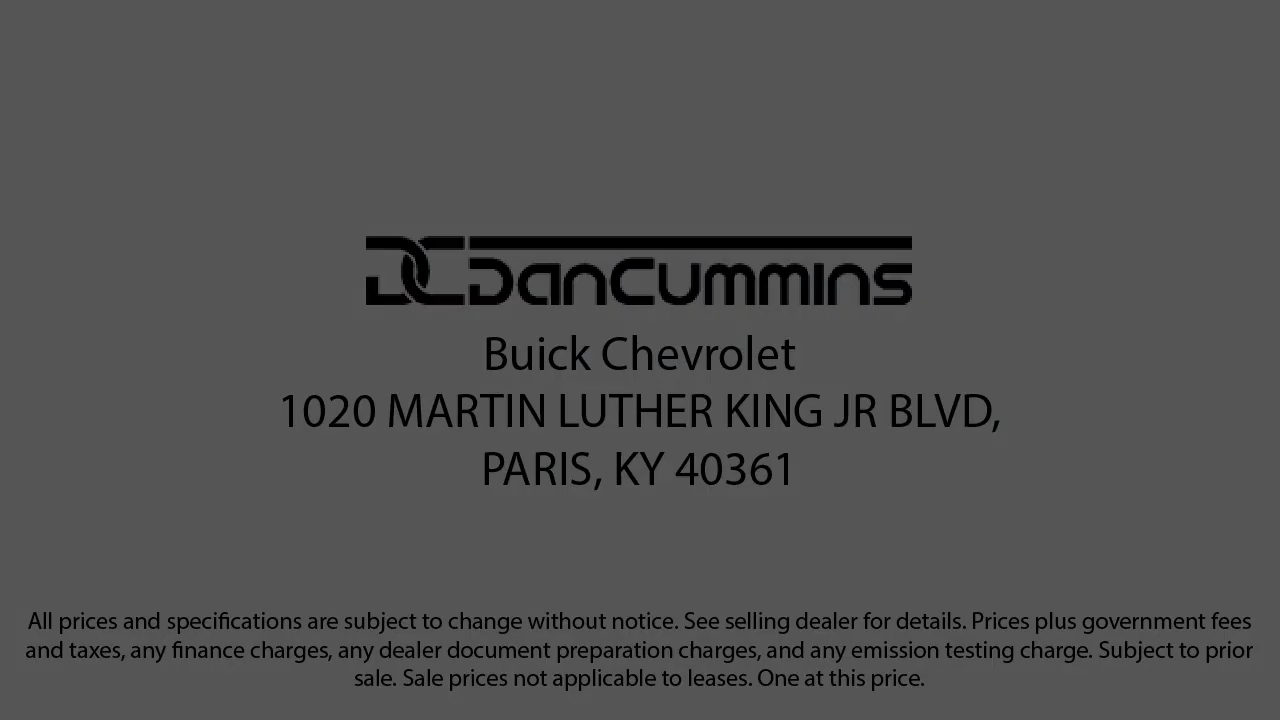 DC DanCummins
Buick Chevrolet
1020 MARTIN LUTHER KING JR BLVD,
PARIS, KY 40361
All prices and specifications are subject to change without notice. See selling dealer for details. Prices plus government fees
and taxes, any finance charges, any dealer document preparation charges, and any emission testing charge. Subject to prior
sale. Sale prices not applicable to leases. One at this price.